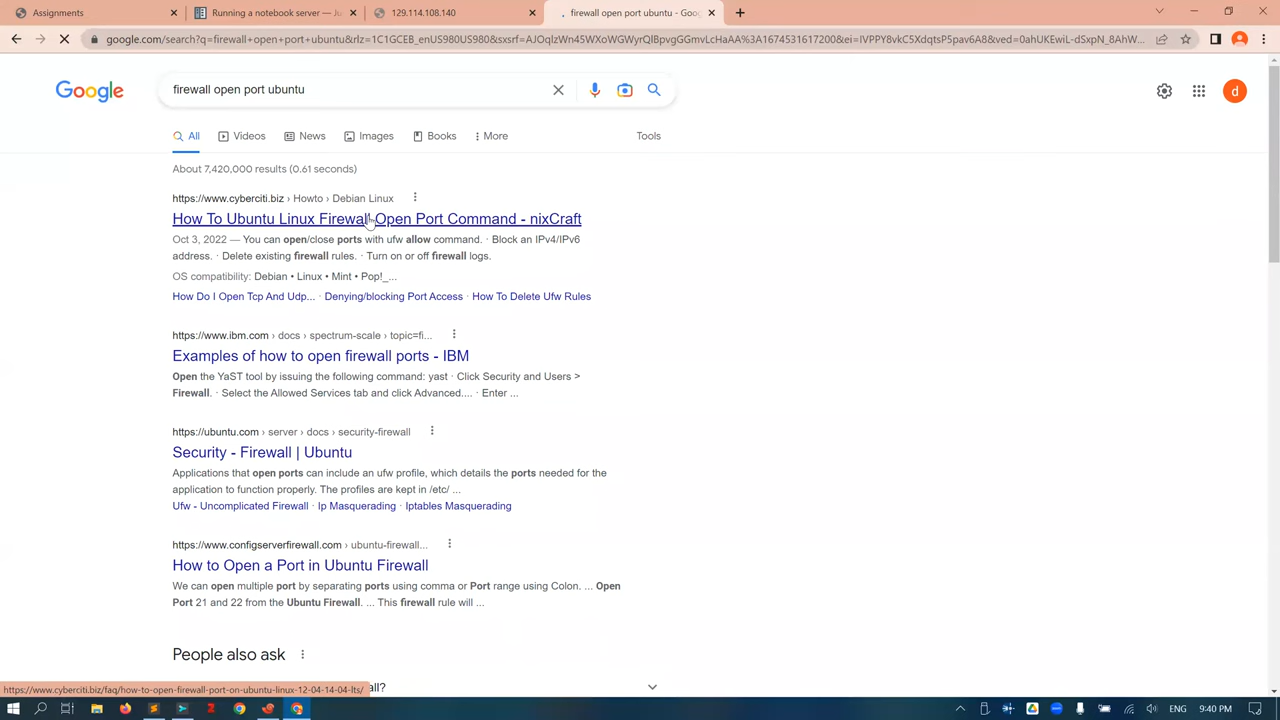 Assignments
Running a node server — Ju
129.114.108.140
firewall open port ubuntu - Goo
google.com/search?q=firewall+open+port+ubuntu&rlz=1C1GCEB_enUS980US980&sxsrf=AJOqlzWn45WXoWGWyrQIBpvgGGmvLcHaAA%3A1674531617200&ei=IVPPY8vkC5XdqtsP5pav6A8&ved=0ahUKEwiL-dSxpN_8AhW...
Google
firewall open port ubuntu
d
All
Videos
News
Images
Books
More
Tools
About 7,420,000 results (0.61 seconds)
https://www.cyberciti.biz › Howto › Debian Linux
How To Ubuntu Linux Firewall Open Port Command - nixCraft
Oct 3, 2022 — You can open/close ports with ufw allow command. · Block an IPv4/IPv6
address. · Delete existing firewall rules. · Turn on or off firewall logs.
OS compatibility: Debian • Linux • Mint • Pop!_...
How Do I Open Tcp And Udp... · Denying/blocking Port Access · How To Delete Ufw Rules
https://www.ibm.com › docs › spectrum-scale › topic=fi...
Examples of how to open firewall ports - IBM
Open the YaST tool by issuing the following command: yast · Click Security and Users >
Firewall. · Select the Allowed Services tab and click Advanced.... · Enter ...
https://ubuntu.com › server › docs › security-firewall
Security - Firewall | Ubuntu
Applications that open ports can include an ufw profile, which details the ports needed for the
application to function properly. The profiles are kept in /etc/ ...
Ufw - Uncomplicated Firewall · Ip Masquerading · Iptables Masquerading
https://www.configserverfirewall.com › ubuntu-firewall...
How to Open a Port in Ubuntu Firewall
We can open multiple port by separating ports using comma or Port range using Colon. ... Open
Port 21 and 22 from the Ubuntu Firewall. ... This firewall rule will ...
People also ask
all?
https://www.cyberciti.biz/faq/how-to-open-firewall-port-on-ubuntu-linux-12-04-14-04-lts/
ENG
9:40 PM